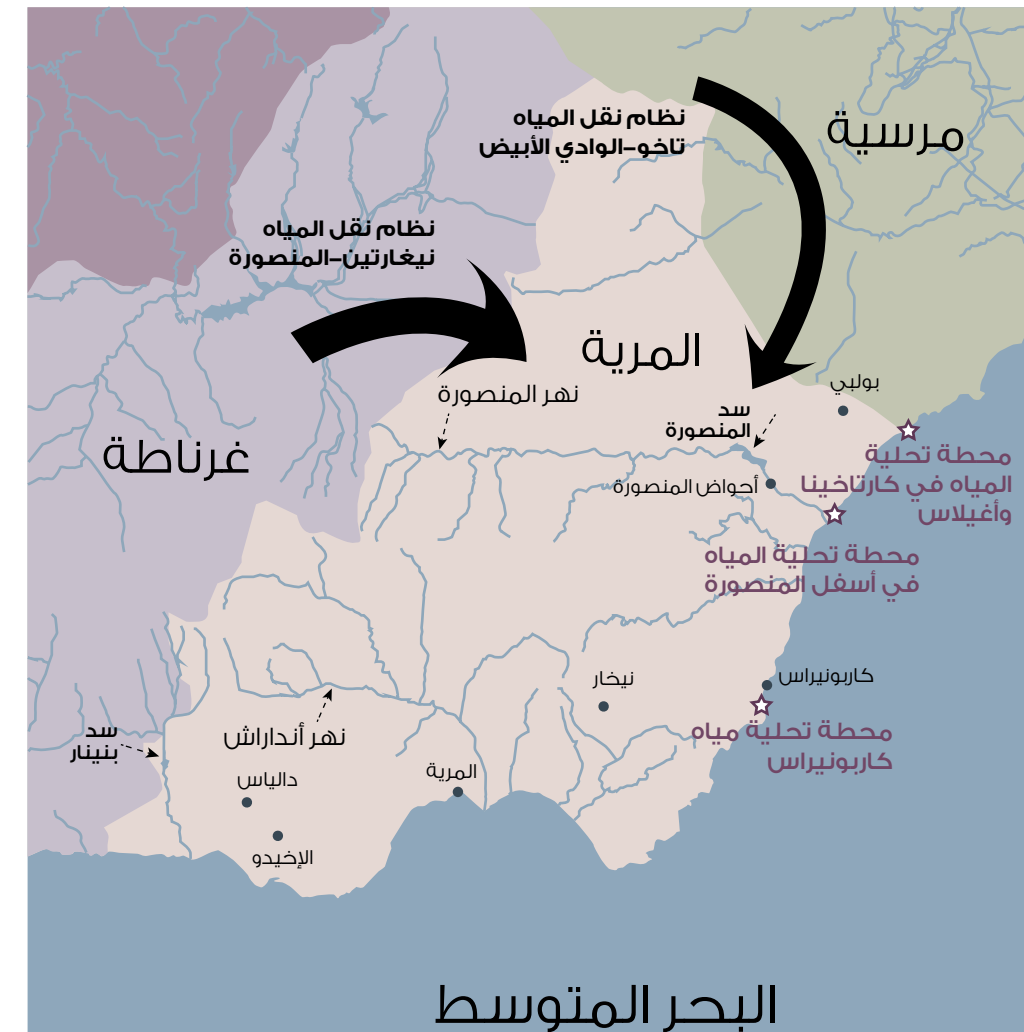 نظام نقل المياه
تاخو–الوادي الأبيض
مرسية
نظام نقل المياه
نيغارتين–المنصورة
المرية
بولبي
نهر المنصورة
سد
المنصورة
غرناطة
محطة تحلية
المياه في كارتاخينا
وأغيلاس
أحواض المنصورة
محطة تحلية المياه
في أسفل المنصورة
كاربونيراس
نيخار
محطة تحلية مياه
كاربونيراس
نهر أنداراش
سد
بنينار
المرية
دالياس
الإخيدو
البحر المتوسط